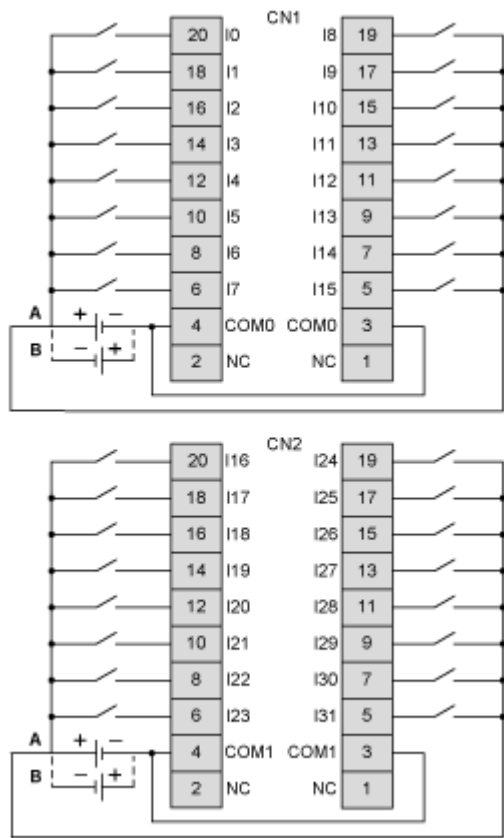 CN1
20 I0 I8 19
18 I1 I9 17
16 I2 I10 15
14 I3 I11 13
12 I4 I12 11
10 I5 I13 9
8 I6 I14 7
6 I7 I15 5
A + − 4 COM0 COM0 3
B − + 2 NC NC 1
CN2
20 I16 I24 19
18 I17 I25 17
16 I18 I26 15
14 I19 I27 13
12 I20 I28 11
10 I21 I29 9
8 I22 I30 7
6 I23 I31 5
A + − 4 COM1 COM1 3
B − + 2 NC NC 1